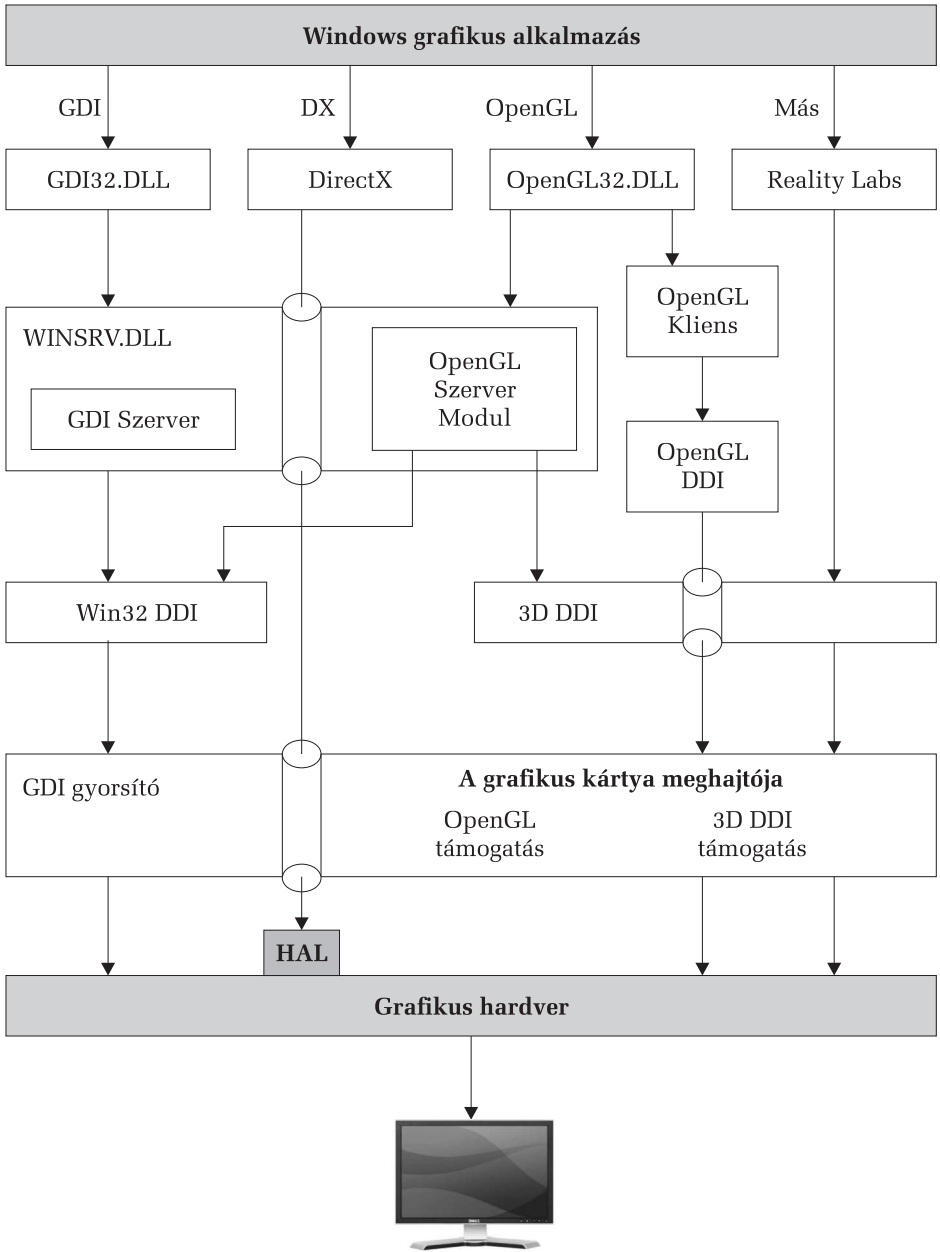 Windows grafikus alkalmazás
GDI
DX
OpenGL
Más
GDI32.DLL
DirectX
OpenGL32.DLL
Reality Labs
OpenGL
Kliens
WINSRV.DLL
OpenGL
Szerver
Modul
GDI Szerver
OpenGL
DDI
Win32 DDI
3D DDI
GDI gyorsító
A grafikus kártya meghajtója
OpenGL
támogatás
3D DDI
támogatás
HAL
Grafikus hardver
DELL